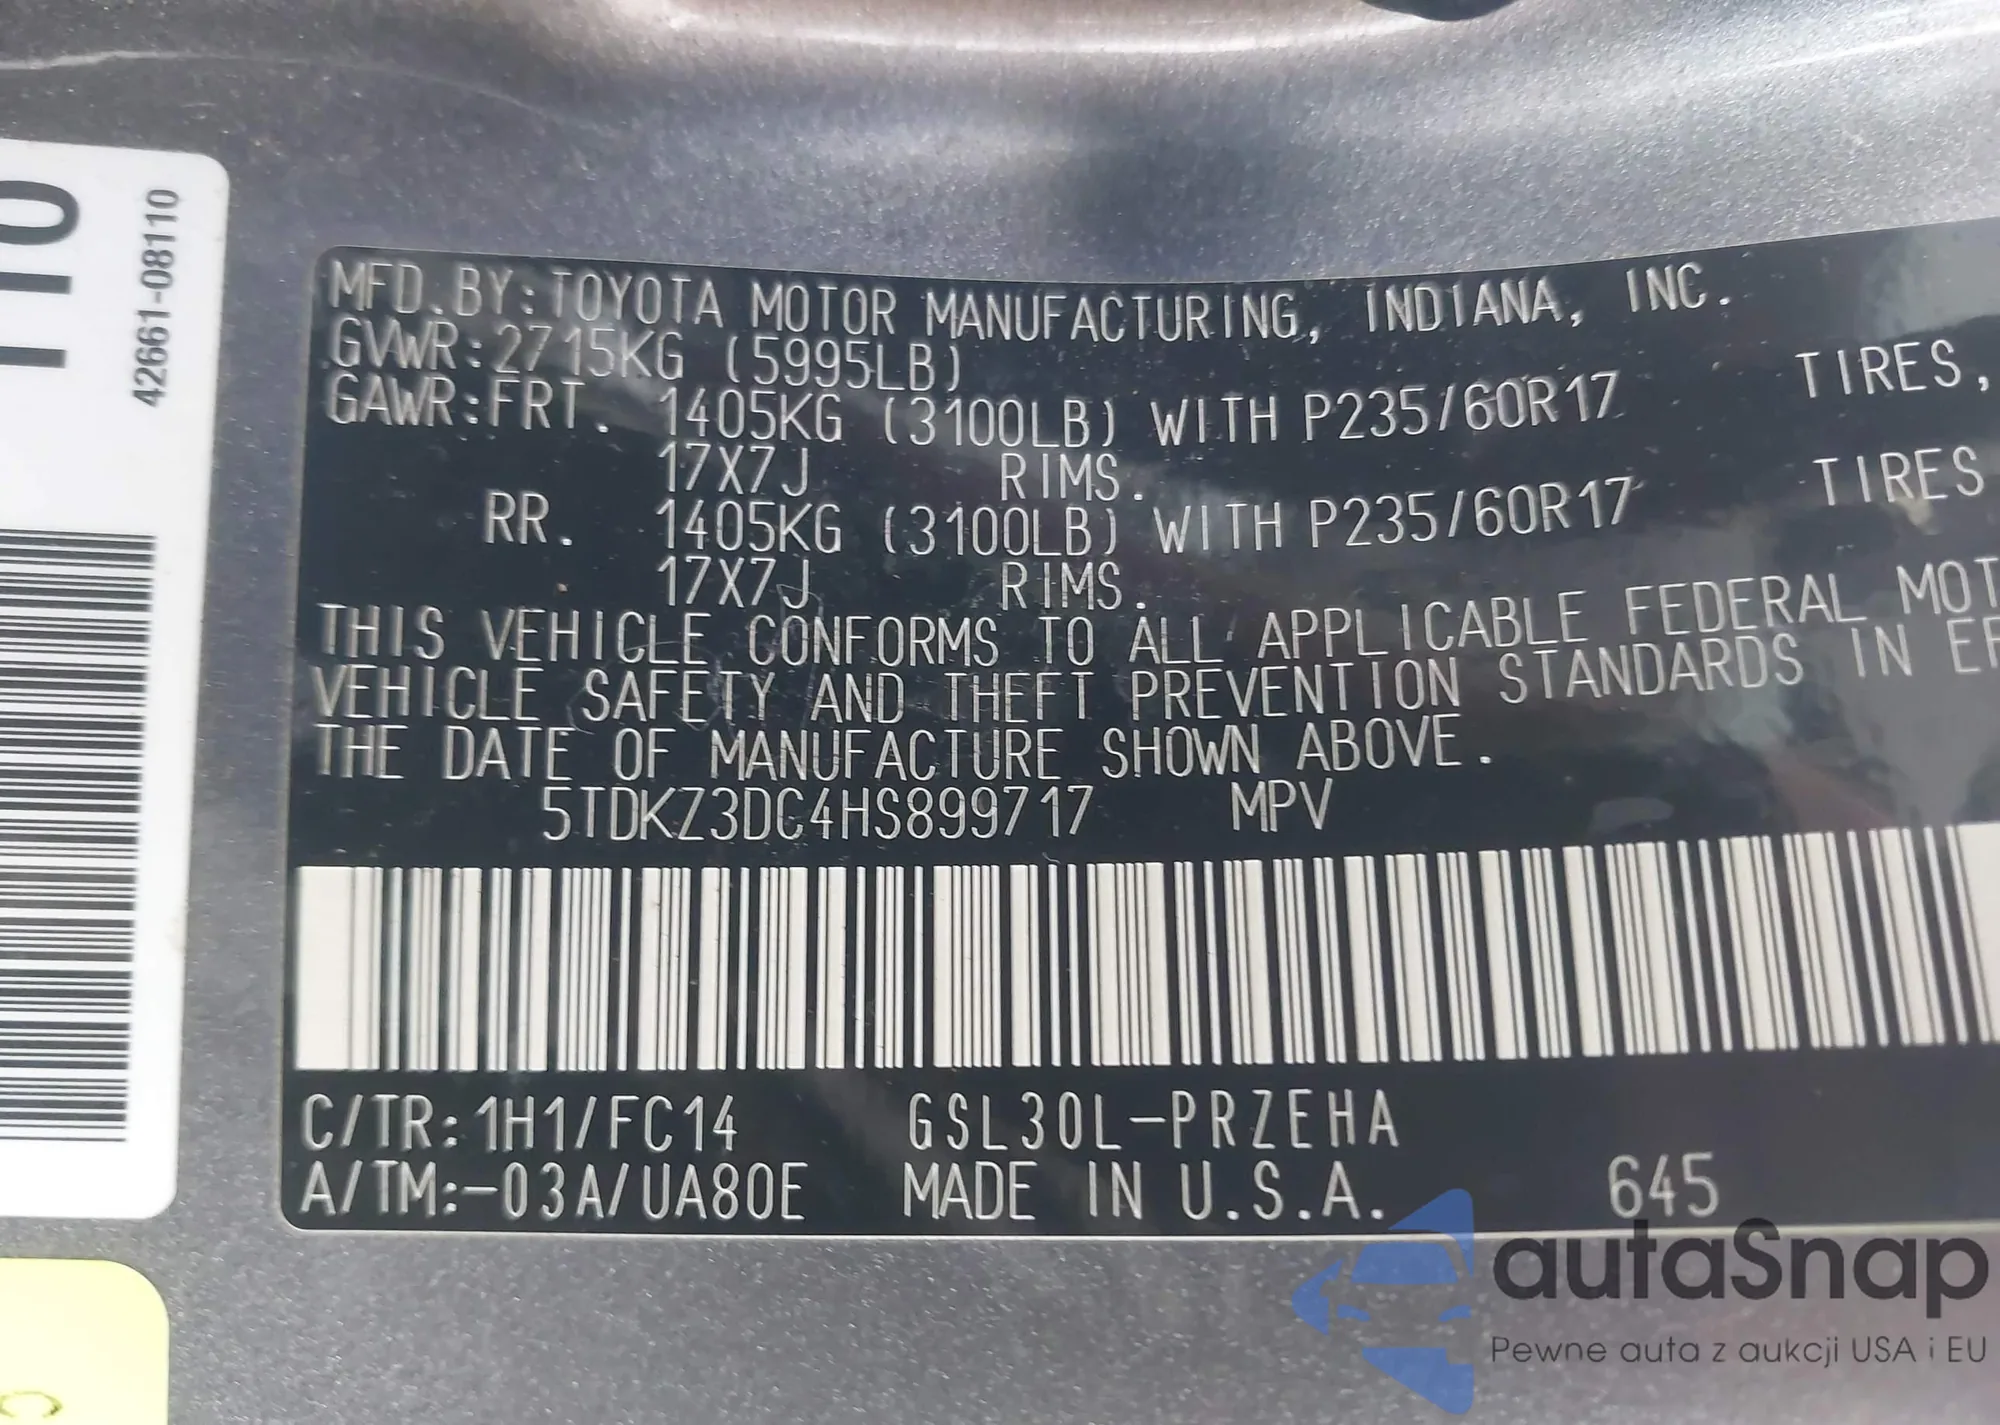 110
42661-08110
MFD.BY:TOYOTA MOTOR MANUFACTURING, INDIANA, INC.
GVWR:2715KG (5995LB)
GAWR:FRT. 1405KG (3100LB) WITH P235/60R17 TIRES,
17X7J RIMS.
RR. 1405KG (3100LB) WITH P235/60R17 TIRES
17X7J RIMS.
THIS VEHICLE CONFORMS TO ALL APPLICABLE FEDERAL MOT
VEHICLE SAFETY AND THEFT PREVENTION STANDARDS IN EF
THE DATE OF MANUFACTURE SHOWN ABOVE.
5TDKZ3DC4HS899717 MPV
C/TR:1H1/FC14 GSL30L-PRZEHA
A/TM:-03A/UA80E MADE IN U.S.A. 645
autaSnap
Pewne auta z aukcji USA i EU
C